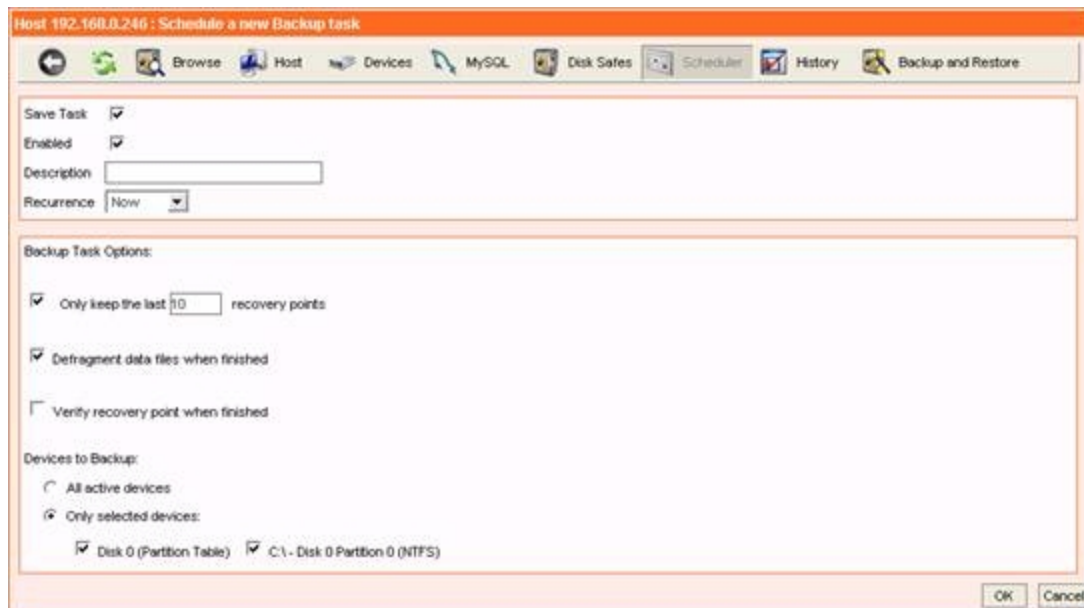 Host 192.168.0.246 : Schedule a new Backup task
Browse Host Devices MySQL Disk Safes Scheduler History Backup and Restore
Save Task
Enabled
Description
Recurrence Now
Backup Task Options:
Only keep the last 10 recovery points
Defragment data files when finished
Verify recovery point when finished
Devices to Backup:
All active devices
Only selected devices:
Disk 0 (Partition Table) C:\ - Disk 0 Partition 0 (NTFS)
OK Cancel